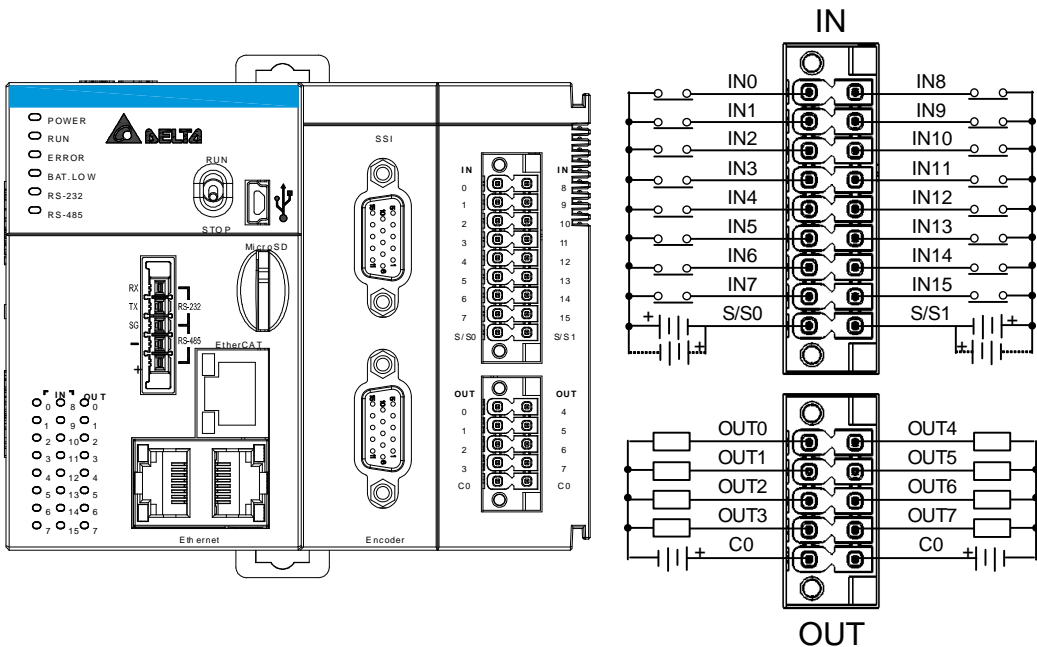 POWER
RUN
ERROR
BAT.LOW
RS-232
RS-485
DELTA
RUN
STOP
MicroSD
RX
TX
SG
–
+
RS-232
RS-485
EtherCAT
IN OUT
0 8 0
1 9 1
2 10 2
3 11 3
4 12 4
5 13 5
6 14 6
7 15 7
Ethernet
SSI
Encoder
IN IN
0 8
1 9
2 10
3 11
4 12
5 13
6 14
7 15
S/S0 S/S1
OUT OUT
0 4
1 5
2 6
3 7
C0 C0
IN
IN0 IN8
IN1 IN9
IN2 IN10
IN3 IN11
IN4 IN12
IN5 IN13
IN6 IN14
IN7 IN15
S/S0 S/S1
+ +
+ +
OUT0 OUT4
OUT1 OUT5
OUT2 OUT6
OUT3 OUT7
+ C0 C0 +
OUT